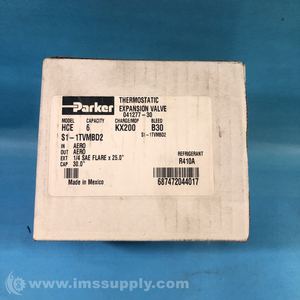 Parker
THERMOSTATIC
EXPANSION VALVE
041277-30
MODEL CAPACITY CHARGE/MOP BLEED
HCE 6 KX200 B30
S1-1TVMBD2 S1-1TVMBD2
IN AERO
OUT AERO
EXT 1/4 SAE FLARE x 25.0"
CAP 30.0"
REFRIGERANT
R410A
Made in Mexico
687472044017
© www.imssupply.com